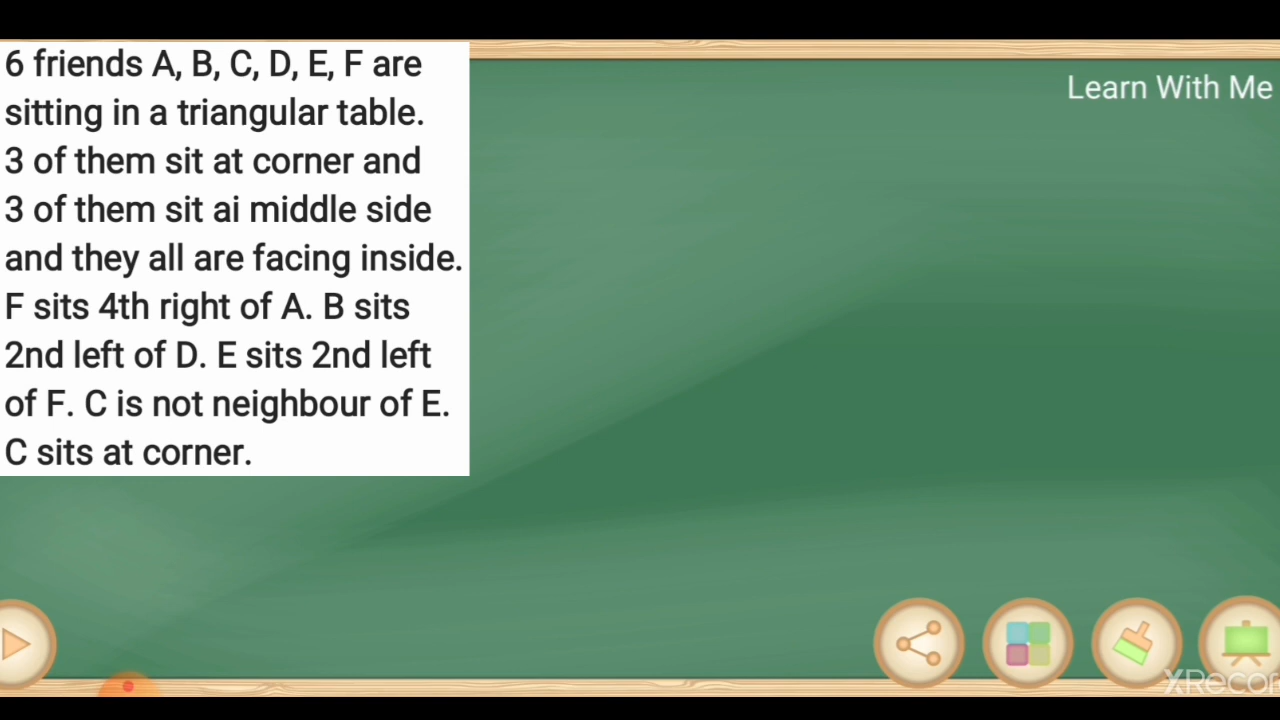 6 friends A, B, C, D, E, F are
sitting in a triangular table.
3 of them sit at corner and
3 of them sit ai middle side
and they all are facing inside.
F sits 4th right of A. B sits
2nd left of D. E sits 2nd left
of F. C is not neighbour of E.
C sits at corner.
Learn With Me
XRecor